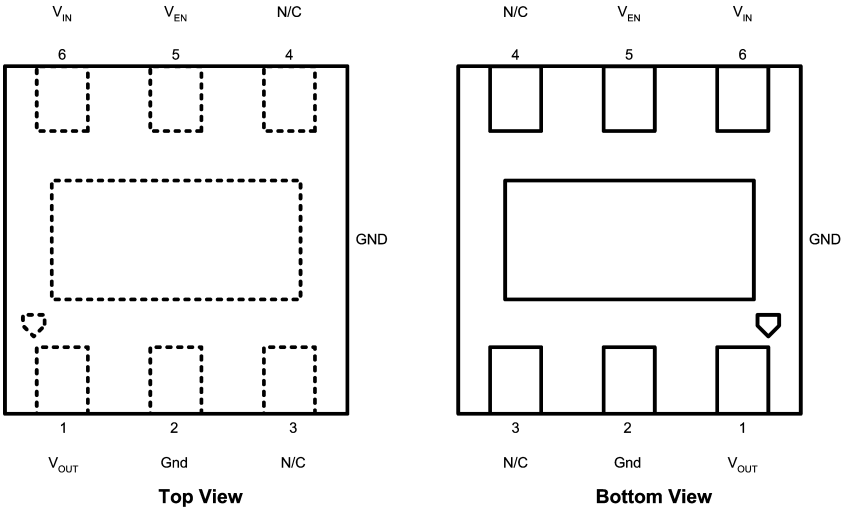 V_IN V_EN N/C
6 5 4
GND
1 2 3
V_OUT Gnd N/C
Top View
N/C V_EN V_IN
4 5 6
GND
3 2 1
N/C Gnd V_OUT
Bottom View